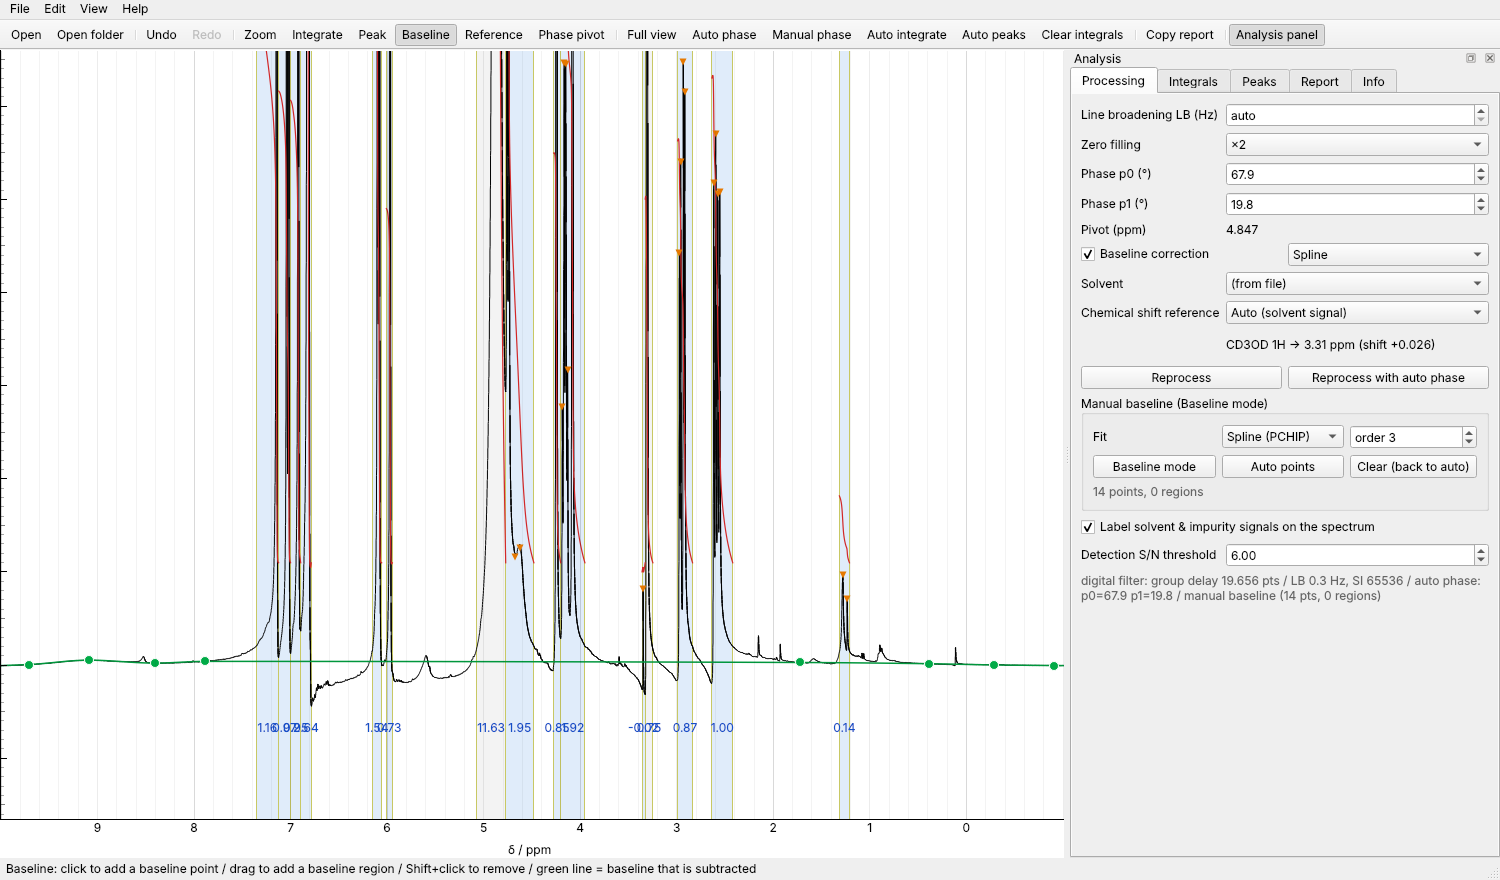 File Edit View Help
Open Open folder Undo Redo Zoom Integrate Peak Baseline Reference Phase pivot Full view Auto phase Manual phase Auto integrate Auto peaks Clear integrals Copy report Analysis panel
Analysis
Processing Integrals Peaks Report Info
Line broadening LB (Hz) auto
Zero filling ×2
Phase p0 (°) 67.9
Phase p1 (°) 19.8
Pivot (ppm) 4.847
Baseline correction Spline
Solvent (from file)
Chemical shift reference Auto (solvent signal)
CD3OD 1H → 3.31 ppm (shift +0.026)
Reprocess Reprocess with auto phase
Manual baseline (Baseline mode)
Fit Spline (PCHIP) order 3
Baseline mode Auto points Clear (back to auto)
14 points, 0 regions
Label solvent & impurity signals on the spectrum
Detection S/N threshold 6.00
digital filter: group delay 19.656 pts / LB 0.3 Hz, SI 65536 / auto phase:
p0=67.9 p1=19.8 / manual baseline (14 pts, 0 regions)
11.63 1.95 0.87 1.00 0.14
9 8 7 6 5 4 3 2 1 0
δ / ppm
Baseline: click to add a baseline point / drag to add a baseline region / Shift+click to remove / green line = baseline that is subtracted